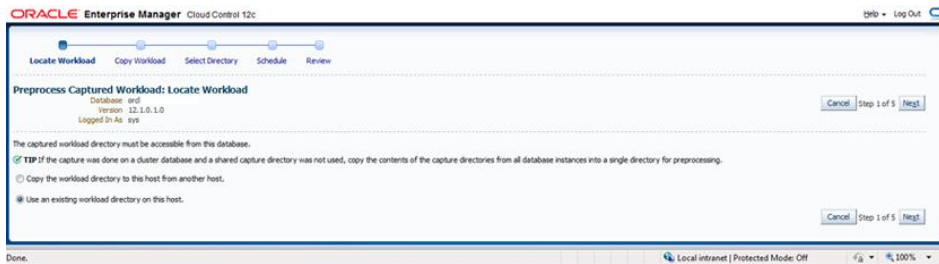 ORACLE Enterprise Manager Cloud Control 12c
Help Log Out
Locate Workload Copy Workload Select Directory Schedule Review
Preprocess Captured Workload: Locate Workload
Database orcl
Version 12.1.0.1.0
Logged In As sys
Cancel Step 1 of 5 Next
The captured workload directory must be accessible from this database.
TIP If the capture was done on a cluster database and a shared capture directory was not used, copy the contents of the capture directories from all database instances into a single directory for preprocessing.
Copy the workload directory to this host from another host.
Use an existing workload directory on this host.
Cancel Step 1 of 5 Next
Done.
Local intranet | Protected Mode: Off
100%